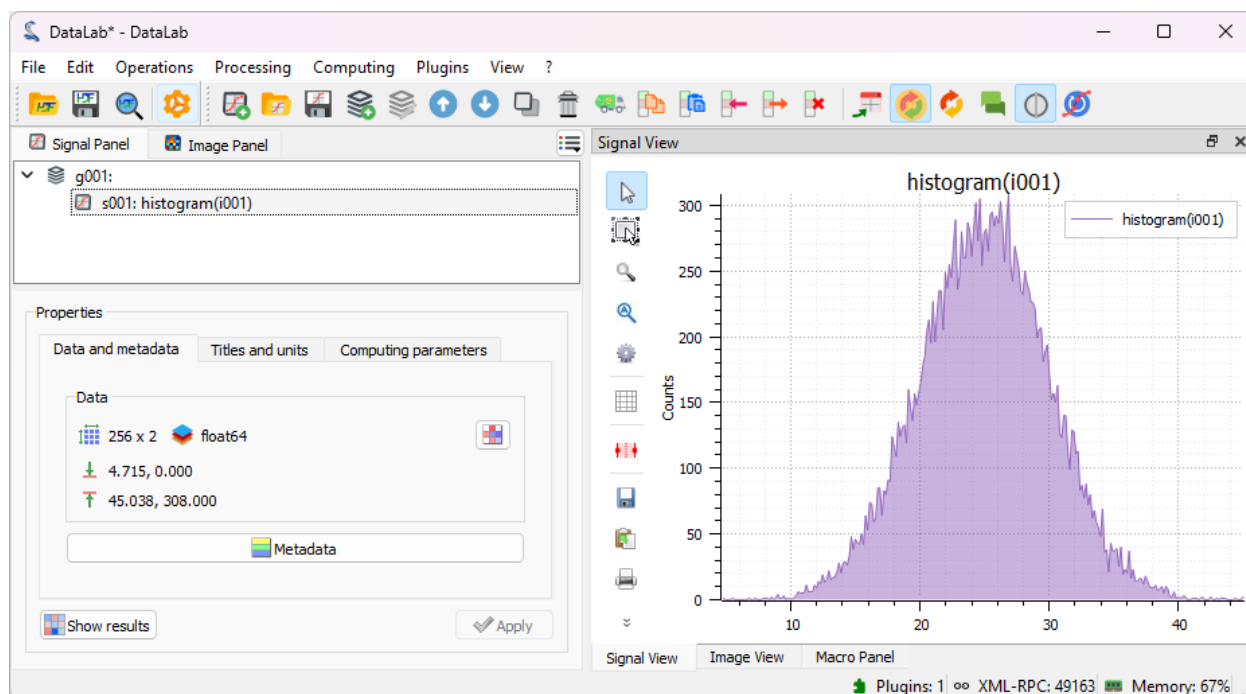 DataLab* - DataLab
File Edit Operations Processing Computing Plugins View ?
Signal Panel Image Panel
g001:
s001: histogram(i001)
Properties
Data and metadata Titles and units Computing parameters
Data
256 x 2 float64
4.715, 0.000
45.038, 308.000
Metadata
Show results Apply
Signal View
histogram(i001)
histogram(i001)
Counts
300
250
200
150
100
50
0
10 20 30 40
Signal View Image View Macro Panel
Plugins: 1 XML-RPC: 49163 Memory: 67%